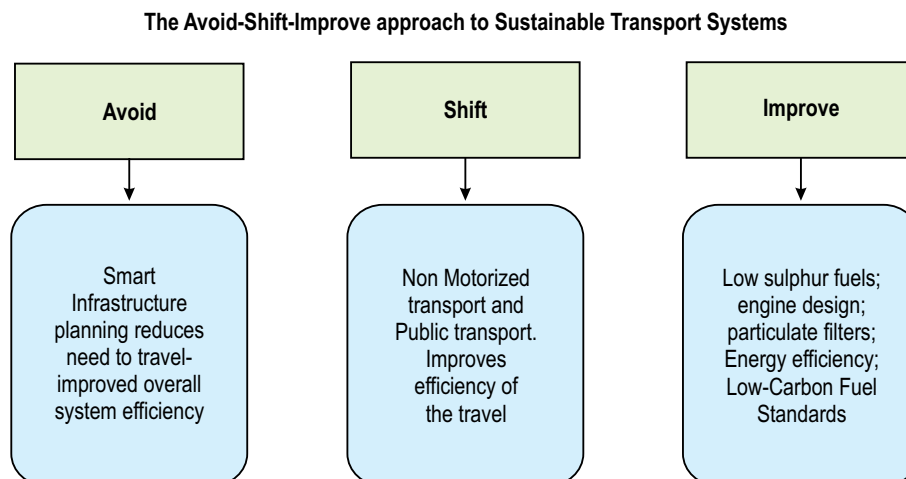 The Avoid-Shift-Improve approach to Sustainable Transport Systems
Avoid
Shift
Improve
Smart
Infrastructure
planning reduces
need to travel-
improved overall
system efficiency
Non Motorized
transport and
Public transport.
Improves
efficiency of
the travel
Low sulphur fuels;
engine design;
particulate filters;
Energy efficiency;
Low-Carbon Fuel
Standards